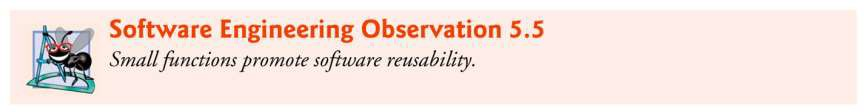 Software Engineering Observation 5.5
Small functions promote software reusability.